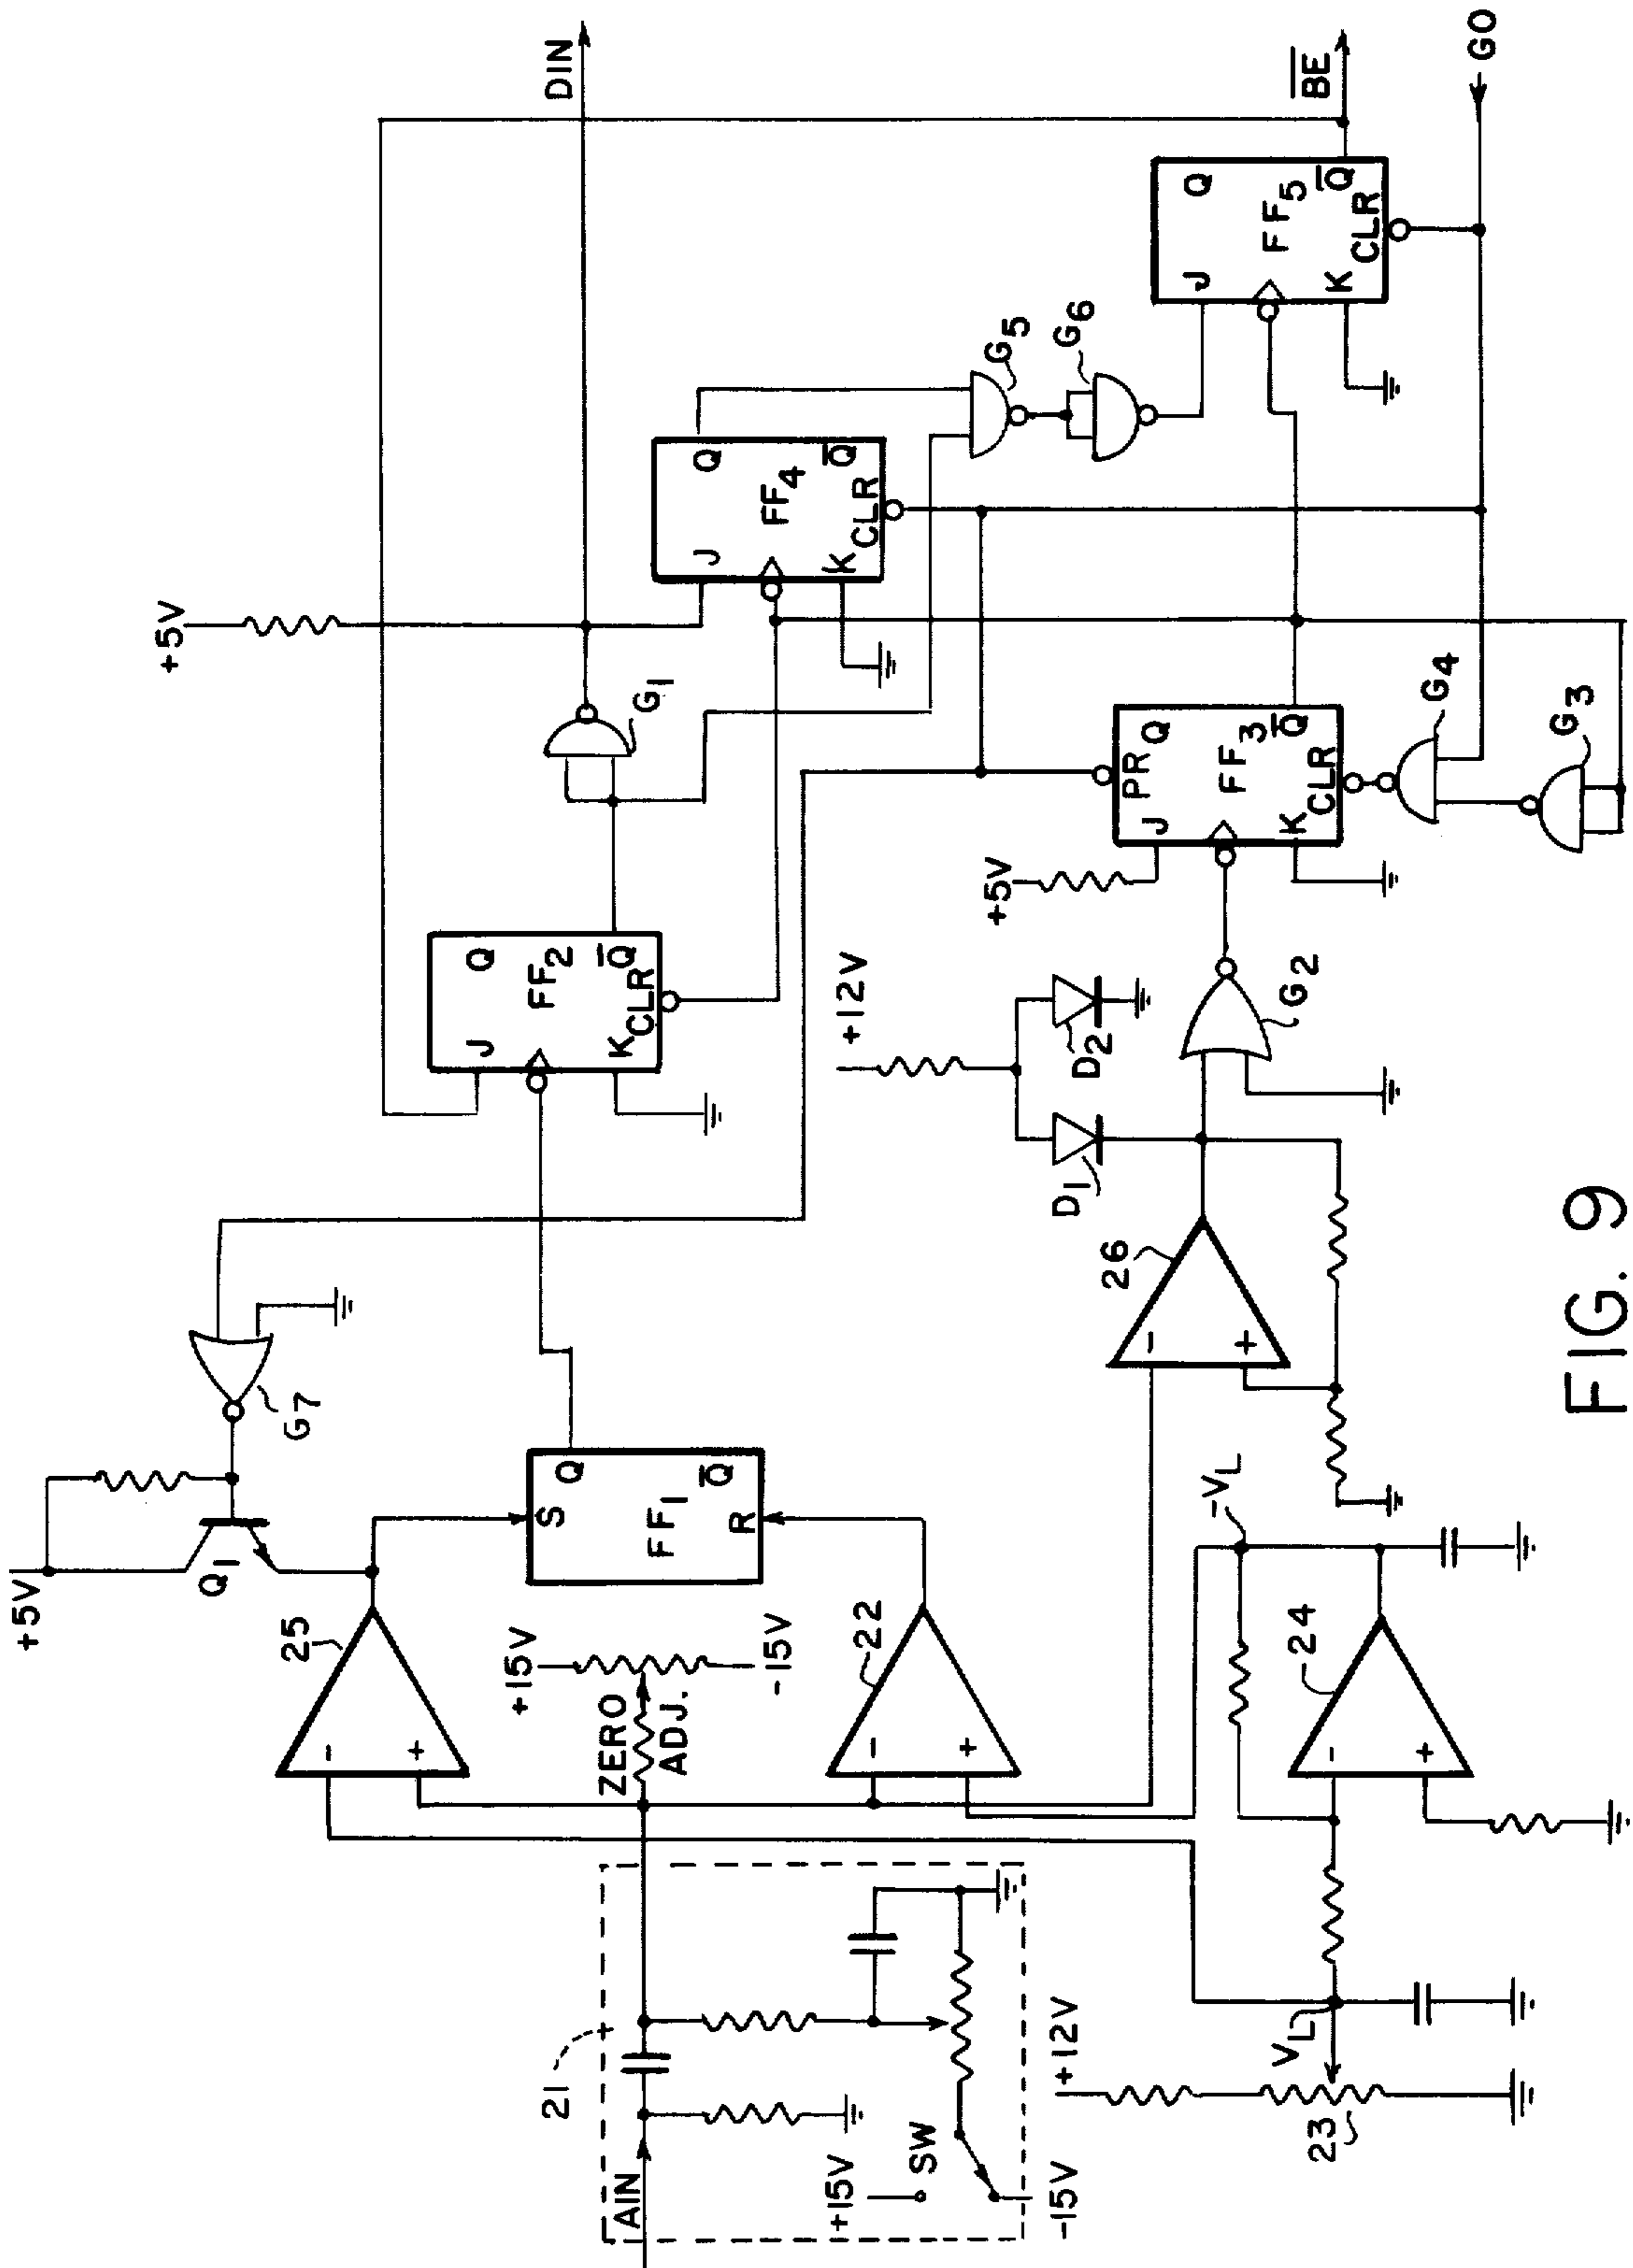 +5V
Q1
G7
25
+15V
ZERO
ADJ.
-15V
-
+
S
Q
FF1
R
Q̅
22
-
+
21
AIN
+15V
SW
-15V
+12V
VL
23
-VL
24
-
+
26
-
+
+12V
D1
D2
G2
J
Q
FF2
K
Q̅
CLR
G1
+5V
DIN
J
Q
FF4
K
Q̅
CLR
+5V
PR
J
Q
FF3
K
Q̅
CLR
G4
G3
G5
G6
J
Q
FF5
K
Q̅
CLR
B̅E̅
GO
FIG. 9